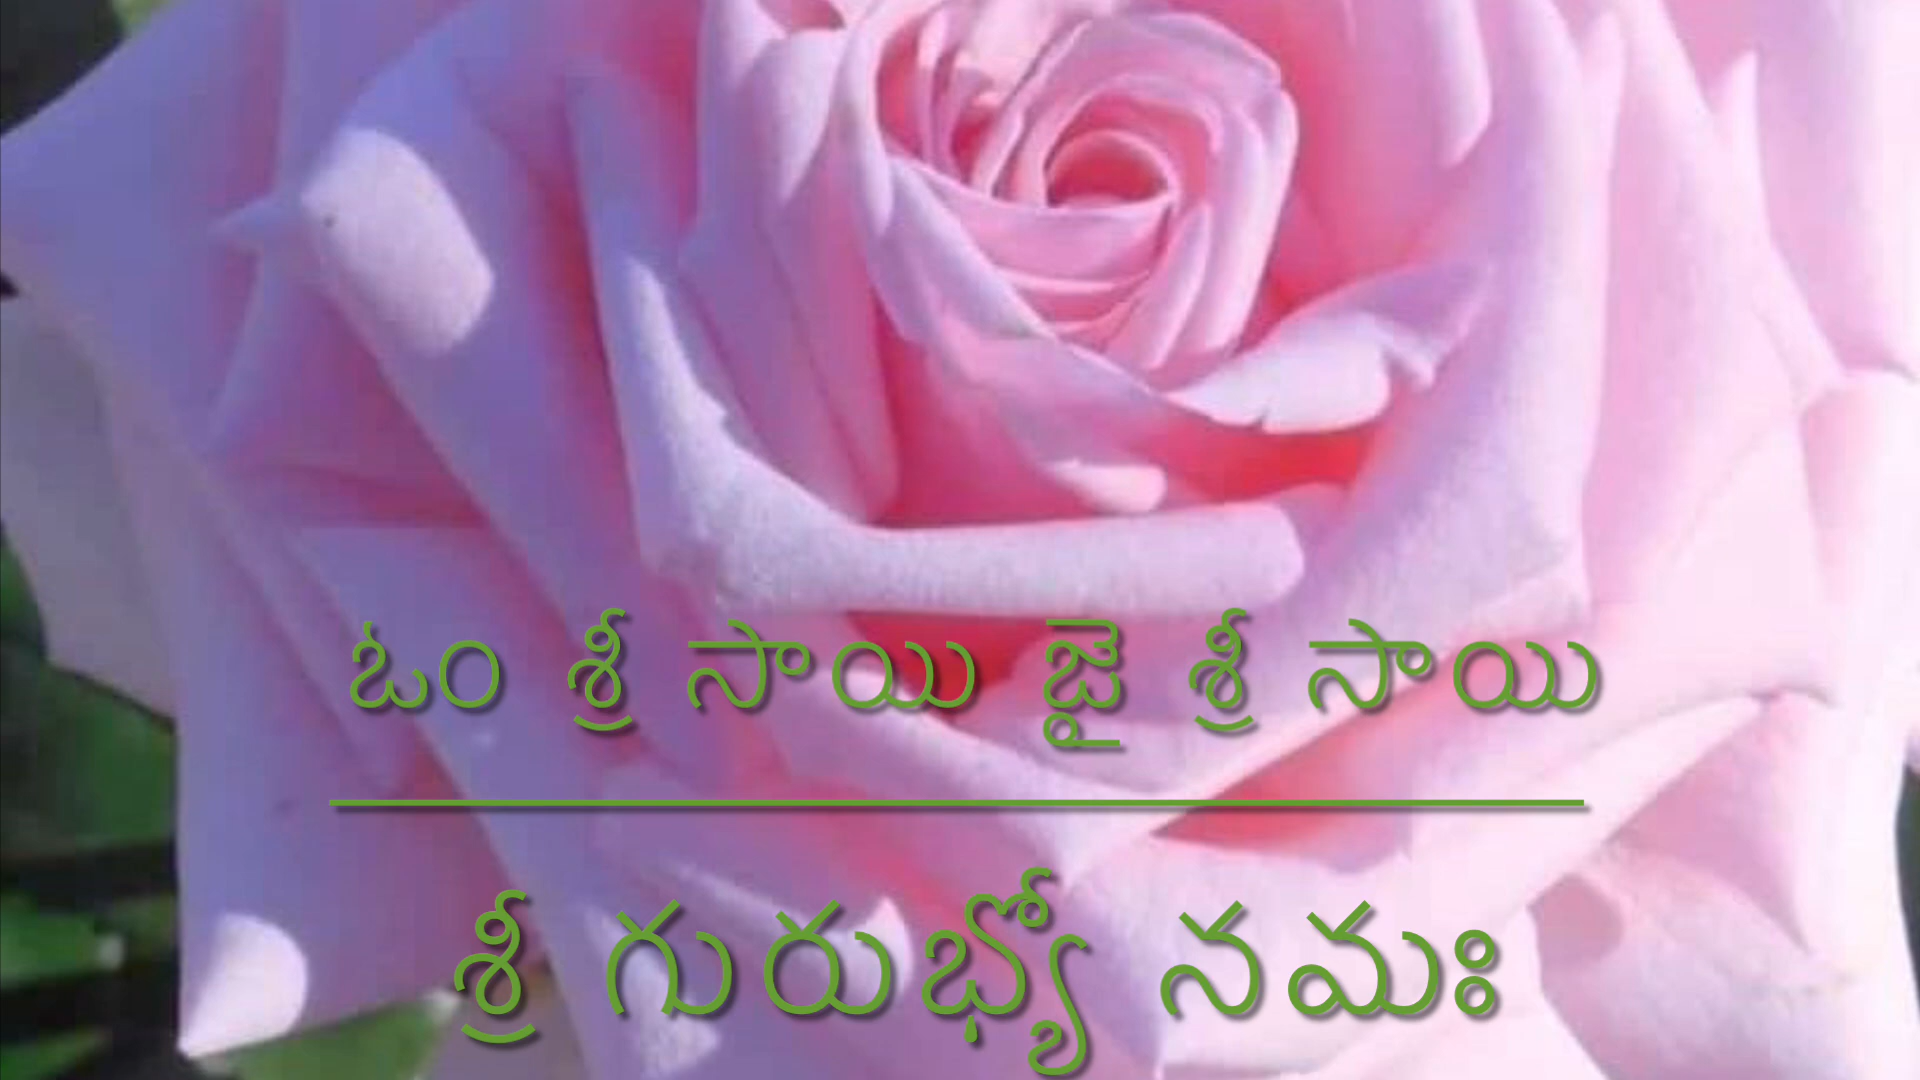 ఓం శ్రీ సాయి జై శ్రీ సాయి
శ్రీ గురుభ్యో నమః